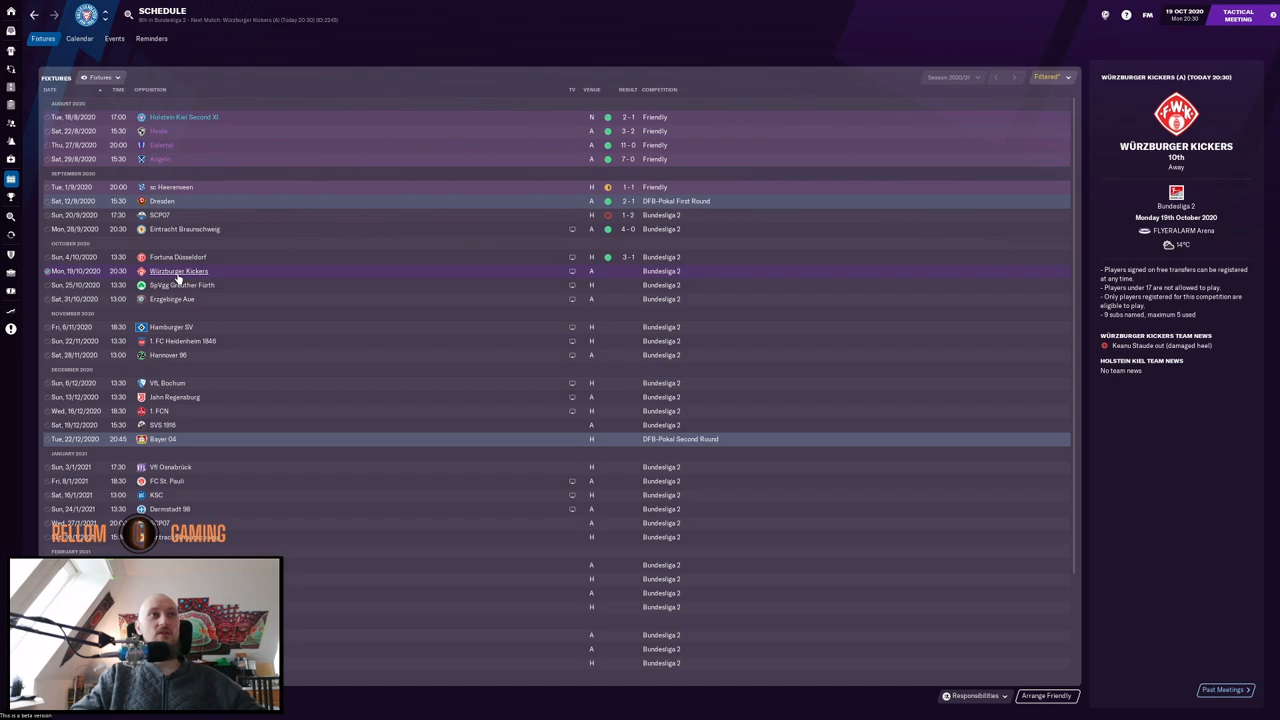 SCHEDULE
8th in Bundesliga 2 - Next Match: Würzburger Kickers (A) (Today 20:30) (ID:2245)
19 OCT 2020
Mon 20:30
FM
TACTICAL MEETING
Fixtures Calendar Events Reminders
FIXTURES Fixtures Season 2020/21 Filtered*
DATE TIME OPPOSITION TV VENUE RESULT COMPETITION
AUGUST 2020
Tue, 18/8/2020 17:00 Holstein Kiel Second XI N 2 - 1 Friendly
Sat, 22/8/2020 15:30 Heide A 3 - 2 Friendly
Thu, 27/8/2020 20:00 Eidertal A 11 - 0 Friendly
Sat, 29/8/2020 15:30 Angeln A 7 - 0 Friendly
SEPTEMBER 2020
Tue, 1/9/2020 20:00 sc Heerenveen H 1 - 1 Friendly
Sat, 12/9/2020 15:30 Dresden A 2 - 1 DFB-Pokal First Round
Sun, 20/9/2020 17:30 SCP07 H 1 - 2 Bundesliga 2
Mon, 28/9/2020 20:30 Eintracht Braunschweig A 4 - 0 Bundesliga 2
OCTOBER 2020
Sun, 4/10/2020 13:30 Fortuna Düsseldorf H 3 - 1 Bundesliga 2
Mon, 19/10/2020 20:30 Würzburger Kickers A Bundesliga 2
Sun, 25/10/2020 13:30 SpVgg Greuther Fürth H Bundesliga 2
Sat, 31/10/2020 13:00 Erzgebirge Aue A Bundesliga 2
NOVEMBER 2020
Fri, 6/11/2020 18:30 Hamburger SV H Bundesliga 2
Sun, 22/11/2020 13:30 1. FC Heidenheim 1846 H Bundesliga 2
Sat, 28/11/2020 13:00 Hannover 96 A Bundesliga 2
DECEMBER 2020
Sun, 6/12/2020 13:30 VfL Bochum H Bundesliga 2
Sun, 13/12/2020 13:30 Jahn Regensburg A Bundesliga 2
Wed, 16/12/2020 18:30 1. FCN H Bundesliga 2
Sat, 19/12/2020 15:30 SVS 1916 A Bundesliga 2
Tue, 22/12/2020 20:45 Bayer 04 H DFB-Pokal Second Round
JANUARY 2021
Sun, 3/1/2021 17:30 Vfl Osnabrück H Bundesliga 2
Fri, 8/1/2021 18:30 FC St. Pauli A Bundesliga 2
Sat, 16/1/2021 13:00 KSC H Bundesliga 2
Sun, 24/1/2021 13:30 Darmstadt 98 A Bundesliga 2
Wed, 27/1/2021 SCP07 A Bundesliga 2
H Bundesliga 2
RELLOM GAMING
FEBRUARY 2021
A Bundesliga 2
H Bundesliga 2
A Bundesliga 2
H Bundesliga 2
A Bundesliga 2
A Bundesliga 2
H Bundesliga 2
Responsibilities Arrange Friendly
This is a beta version.
WÜRZBURGER KICKERS (A) (TODAY 20:30)
FWK
WÜRZBURGER KICKERS
10th
Away
Bundesliga 2
Monday 19th October 2020
FLYERALARM Arena
14°C
- Players signed on free transfers can be registered
at any time.
- Players under 17 are not allowed to play.
- Only players registered for this competition are
eligible to play.
- 9 subs named, maximum 5 used
WÜRZBURGER KICKERS TEAM NEWS
Keanu Staude out (damaged heel)
HOLSTEIN KIEL TEAM NEWS
No team news
Past Meetings